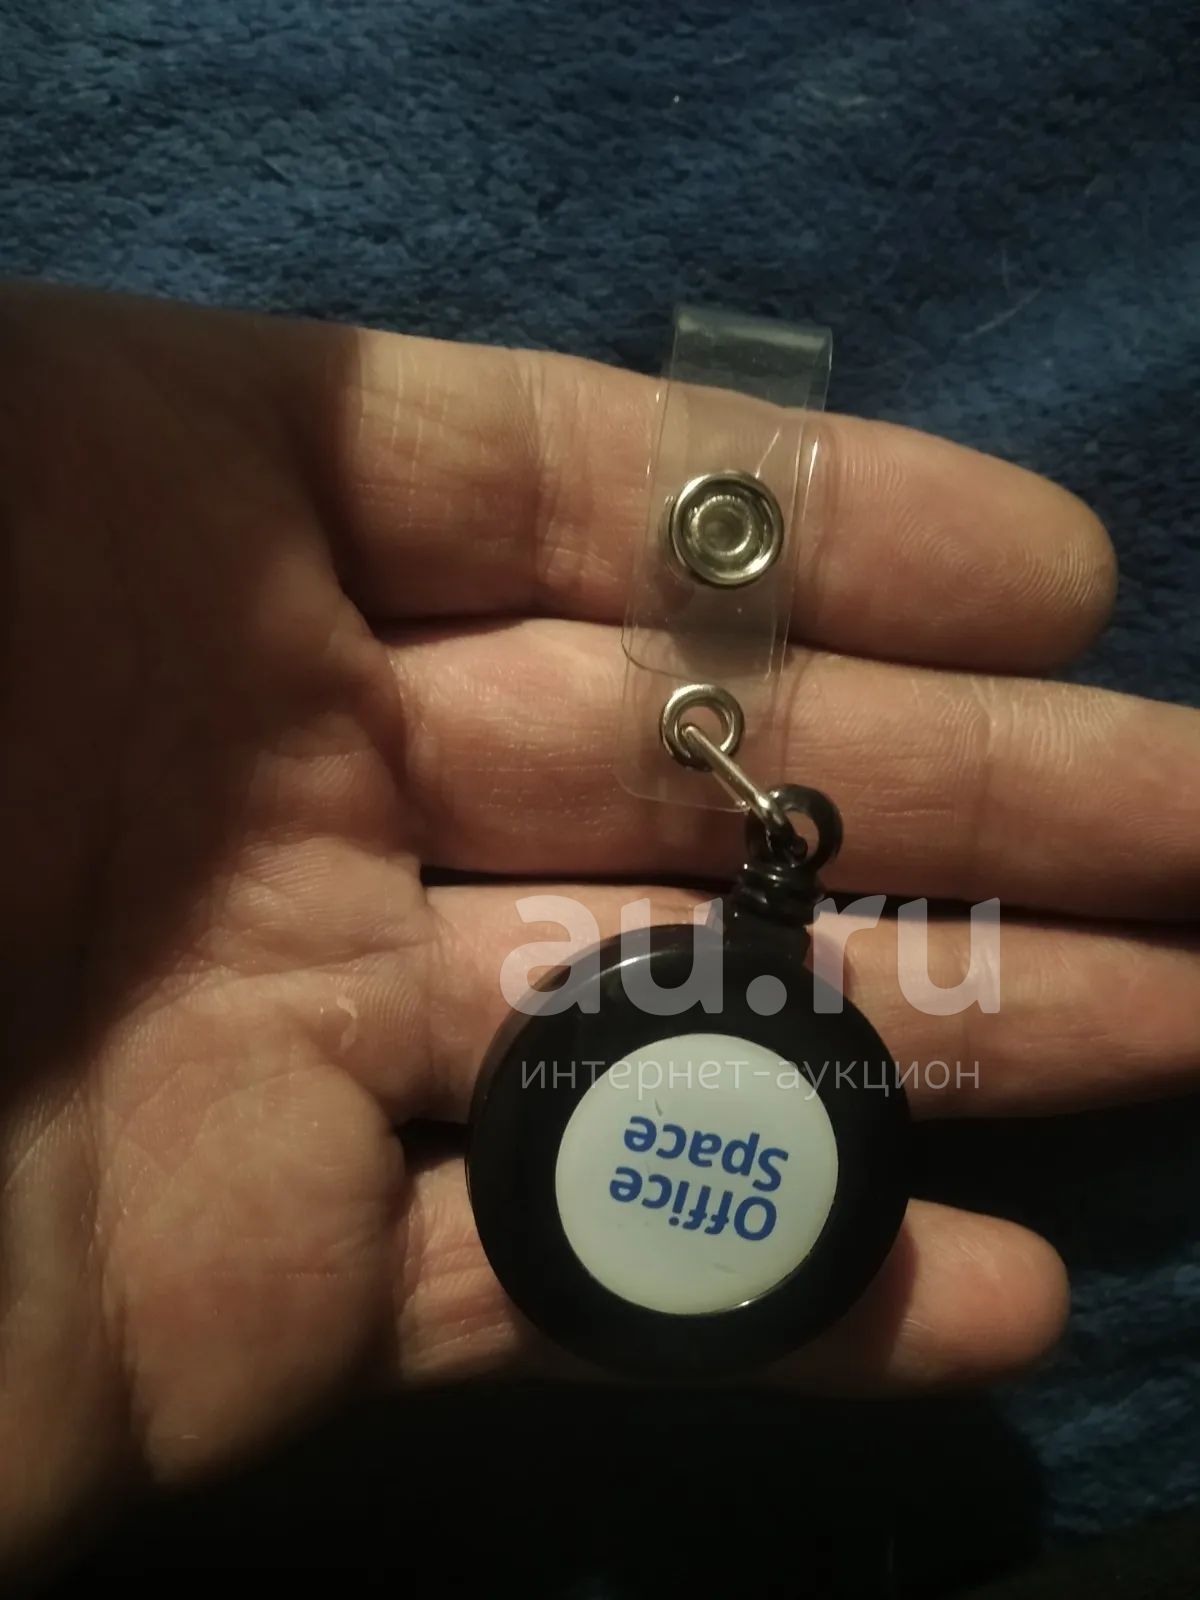 au.ru
интернет-аукцион
Office
Space